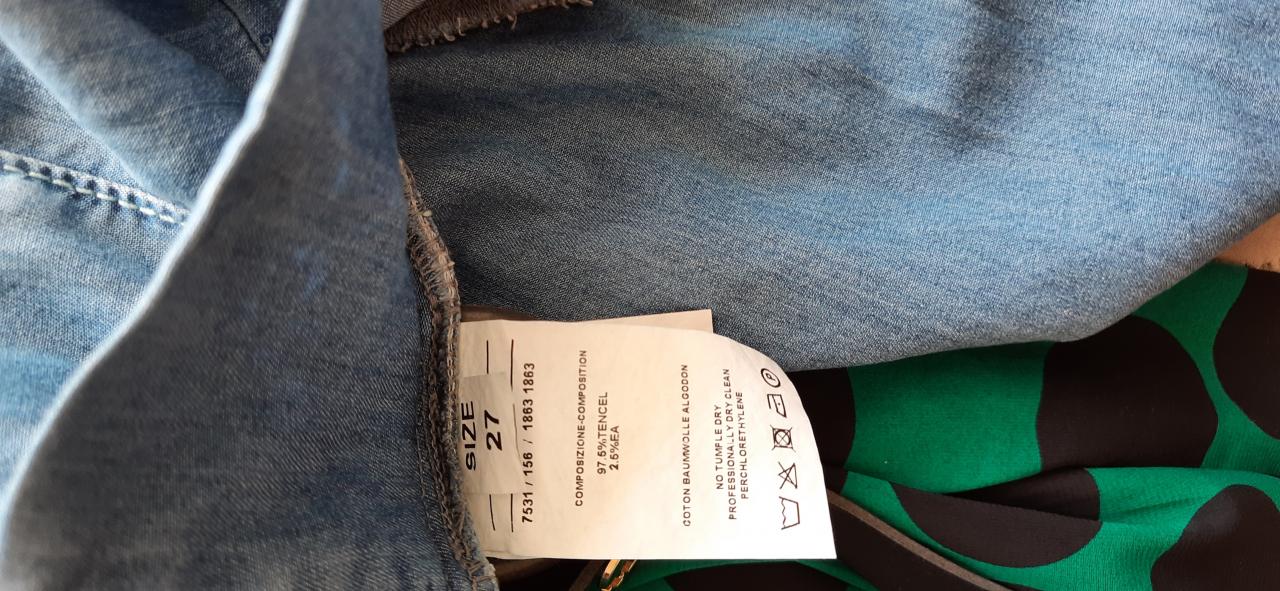 SIZE
27
7531 / 156 / 1863 1863
COMPOSIZIONE-COMPOSITION
97.5%TENCEL
2.5%EA
COTON BAUMWOLLE ALGODON
NO TUMPLE DRY
PROFESSIONALLY DRY CLEAN
PERCHLORETHYLENE
P